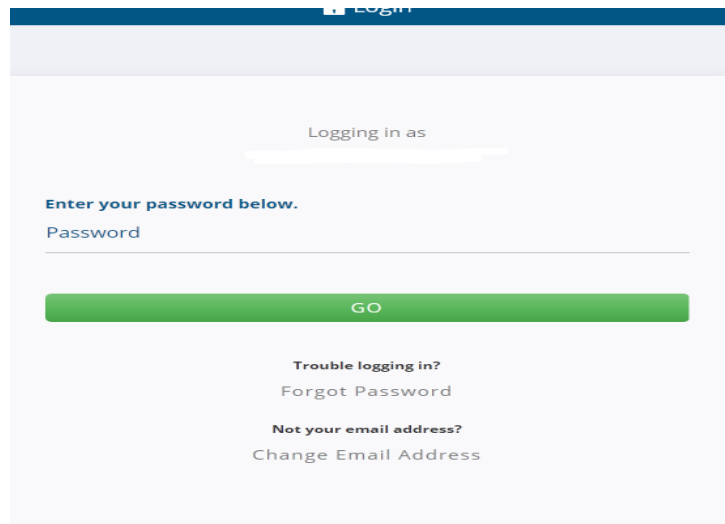 Login
Logging in as
Enter your password below.
Password
GO
Trouble logging in?
Forgot Password
Not your email address?
Change Email Address